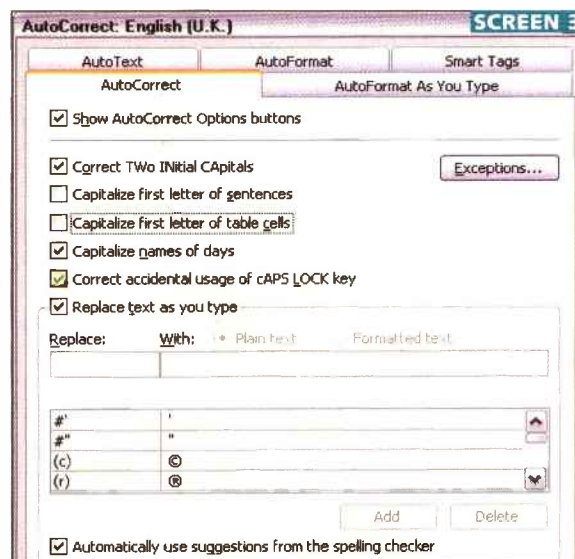 AutoCorrect: English (U.K.)
SCREEN 3
AutoText AutoFormat Smart Tags
AutoCorrect AutoFormat As You Type
Show AutoCorrect Options buttons
Correct TWo INitial CApitals Exceptions...
Capitalize first letter of sentences
Capitalize first letter of table cells
Capitalize names of days
Correct accidental usage of cAPS LOCK key
Replace text as you type
Replace: With: Plain text Formatted text
#' '
#" "
(c) ©
(r) ®
Add Delete
Automatically use suggestions from the spelling checker